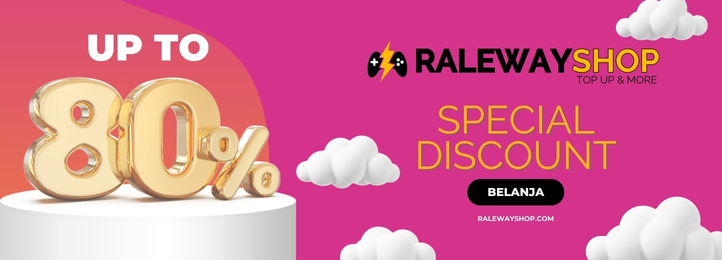 UP TO
80%
RALEWAYSHOP
TOP UP & MORE
SPECIAL
DISCOUNT
BELANJA
RALEWAYSHOP.COM